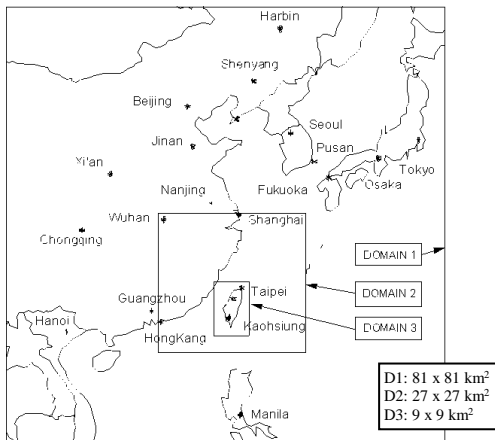 Harbin
Shenyang
Beijing
Seoul
Jinan
Pusan
Tokyo
Xi'an
Fukuoka
Osaka
Nanjing
Wuhan
Shanghai
Chongqing
DOMAIN 1
Taipei
DOMAIN 2
Guangzhou
Hanoi
Kaohsiung
DOMAIN 3
HongKang
D1: 81 x 81 km²
D2: 27 x 27 km²
D3: 9 x 9 km²
Manila